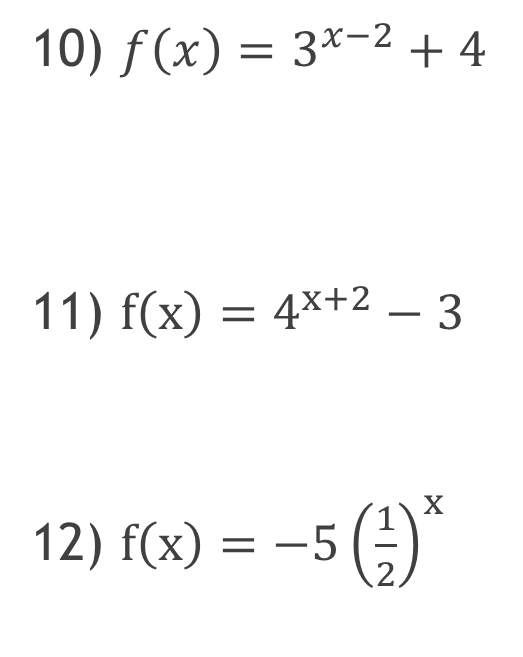 10) f(x) = 3^{x−2} + 4
11) f(x) = 4^{x+2} − 3
12) f(x) = −5(1/2)^x